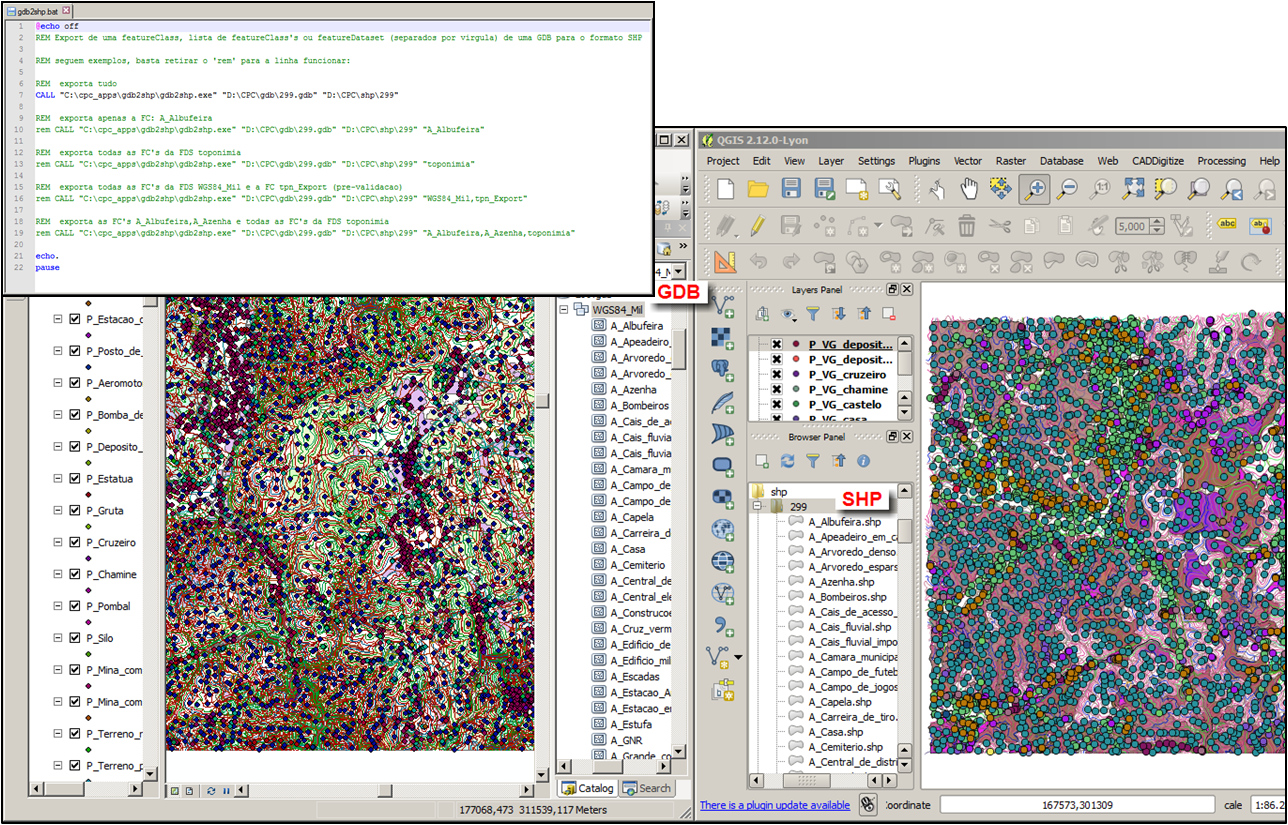 gdb2shp.bat
1 @echo off
2 REM Export de uma featureClass, lista de featureClass's ou featureDataset (separados por virgula) de uma GDB para o formato SHP
3
4 REM seguem exemplos, basta retirar o 'rem' para a linha funcionar:
5
6 REM  exporta tudo
7 CALL "C:\cpc_apps\gdb2shp\gdb2shp.exe" "D:\CPC\gdb\299.gdb" "D:\CPC\shp\299"
8
9 REM  exporta apenas a FC: A_Albufeira
10 rem CALL "C:\cpc_apps\gdb2shp\gdb2shp.exe" "D:\CPC\gdb\299.gdb" "D:\CPC\shp\299" "A_Albufeira"
11
12 REM  exporta todas as FC's da FDS toponimia
13 rem CALL "C:\cpc_apps\gdb2shp\gdb2shp.exe" "D:\CPC\gdb\299.gdb" "D:\CPC\shp\299" "toponimia"
14
15 REM  exporta todas as FC's da FDS WGS84_Mil e a FC tpn_Export (pre-validacao)
16 rem CALL "C:\cpc_apps\gdb2shp\gdb2shp.exe" "D:\CPC\gdb\299.gdb" "D:\CPC\shp\299" "WGS84_Mil,tpn_Export"
17
18 REM  exporta as FC's A_Albufeira,A_Azenha e todas as FC's da FDS toponimia
19 rem CALL "C:\cpc_apps\gdb2shp\gdb2shp.exe" "D:\CPC\gdb\299.gdb" "D:\CPC\shp\299" "A_Albufeira,A_Azenha,toponimia"
20
21 echo.
22 pause
P_Estacao_c
P_Posto_de_
P_Aeromoto
P_Bomba_de
P_Deposito_
P_Estatua
P_Gruta
P_Cruzeiro
P_Chamine
P_Pombal
P_Silo
P_Mina_com
P_Mina_com
P_Terreno_r
P_Terreno_p
GDB
WGS84_Mil
A_Albufeira
A_Apeadeiro_
A_Arvoredo_
A_Arvoredo_
A_Azenha
A_Bombeiros
A_Cais_de_ac
A_Cais_fluvia
A_Cais_fluvia
A_Camara_m
A_Campo_de
A_Campo_de
A_Capela
A_Carreira_d
A_Casa
A_Cemiterio
A_Central_de
A_Central_ele
A_Construcoe
A_Cruz_verm
A_Edificio_de
A_Edificio_mil
A_Escadas
A_Estacao_A
A_Estacao_er
A_Estufa
A_GNR
A_Grande_co
Catalog
Search
177068,473 311539,117 Meters
QGIS 2.12.0-Lyon
Project Edit View Layer Settings Plugins Vector Raster Database Web CADDigitize Processing Help
1:1
5,000
abc
ab
Layers Panel
P_VG_deposit...
P_VG_deposit...
P_VG_cruzeiro
P_VG_chamine
P_VG_castelo
P_VG_casa
Browser Panel
shp
299
SHP
A_Albufeira.shp
A_Apeadeiro_em_ca
A_Arvoredo_denso.
A_Arvoredo_espars
A_Azenha.shp
A_Bombeiros.shp
A_Cais_de_acesso_
A_Cais_fluvial.shp
A_Cais_fluvial_impo
A_Camara_municipa
A_Campo_de_futeb
A_Campo_de_jogos
A_Capela.shp
A_Carreira_de_tiro.
A_Casa.shp
A_Cemiterio.shp
A_Central_de_distri
There is a plugin update available
Coordinate
167573,301309
cale
1:86.2